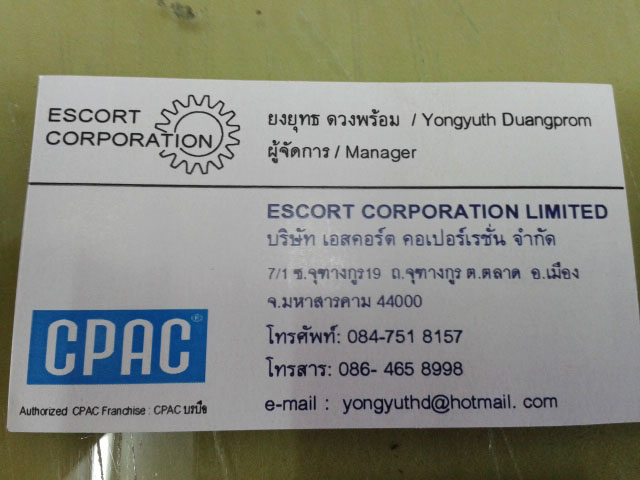 ESCORT
CORPORATION
ยงยุทธ ดวงพร้อม / Yongyuth Duangprom
ผู้จัดการ / Manager
ESCORT CORPORATION LIMITED
บริษัท เอสคอร์ต คอเปอร์เรชั่น จำกัด
7/1 ซ.จุฑางกูร19 ถ.จุฑางกูร ต.ตลาด อ.เมือง
จ.มหาสารคาม 44000
โทรศัพท์: 084-751 8157
โทรสาร: 086- 465 8998
e-mail : yongyuthd@hotmail. com
CPAC®
Authorized CPAC Franchise : CPAC บรบือ